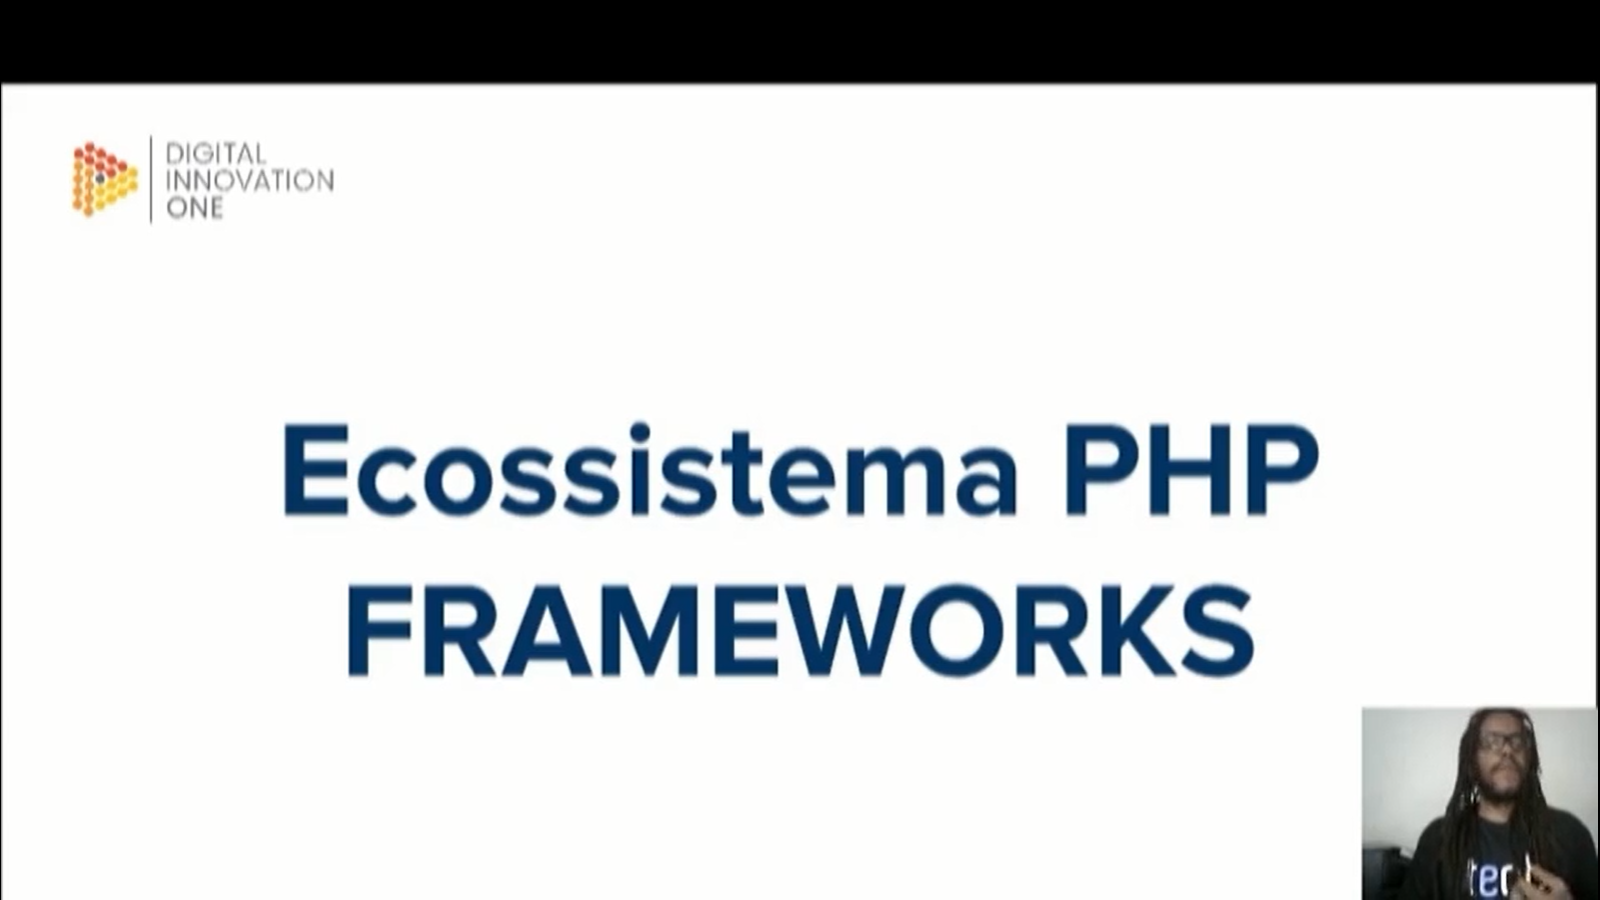 DIGITAL
INNOVATION
ONE
Ecossistema PHP
FRAMEWORKS